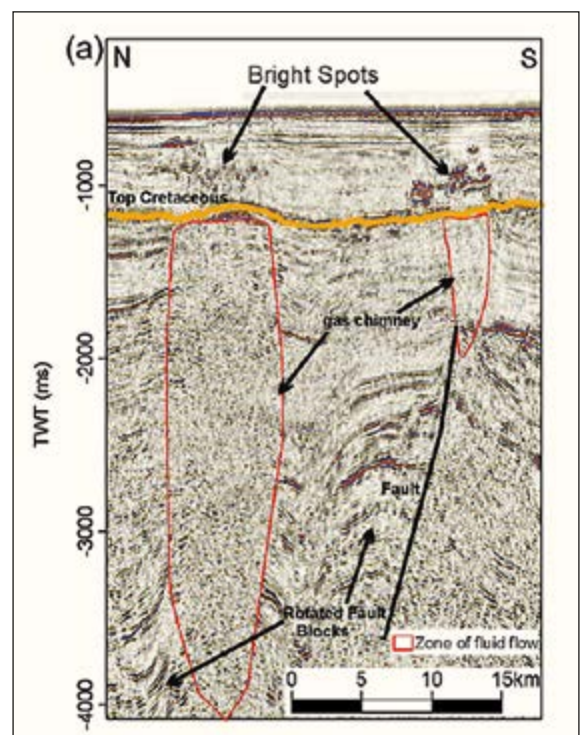 (a)
N
S
Bright Spots
-1000
Top Cretaceous
gas chimney
-2000
TWT (ms)
Fault
-3000
Rotated Fault
Blocks
Zone of fluid flow
0 5 10 15km
-4000